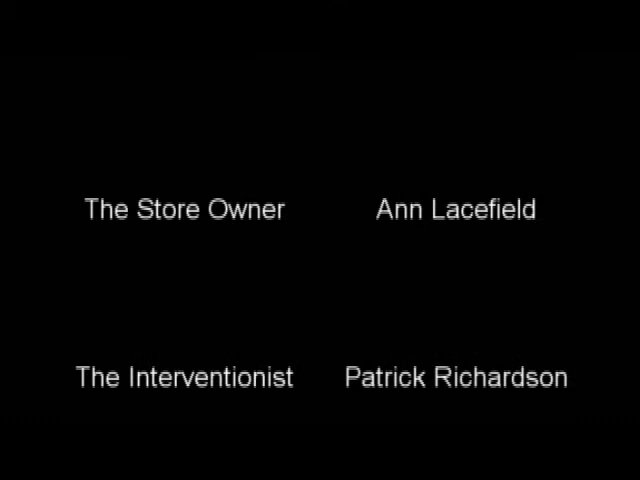 The Store Owner Ann Lacefield
The Interventionist Patrick Richardson